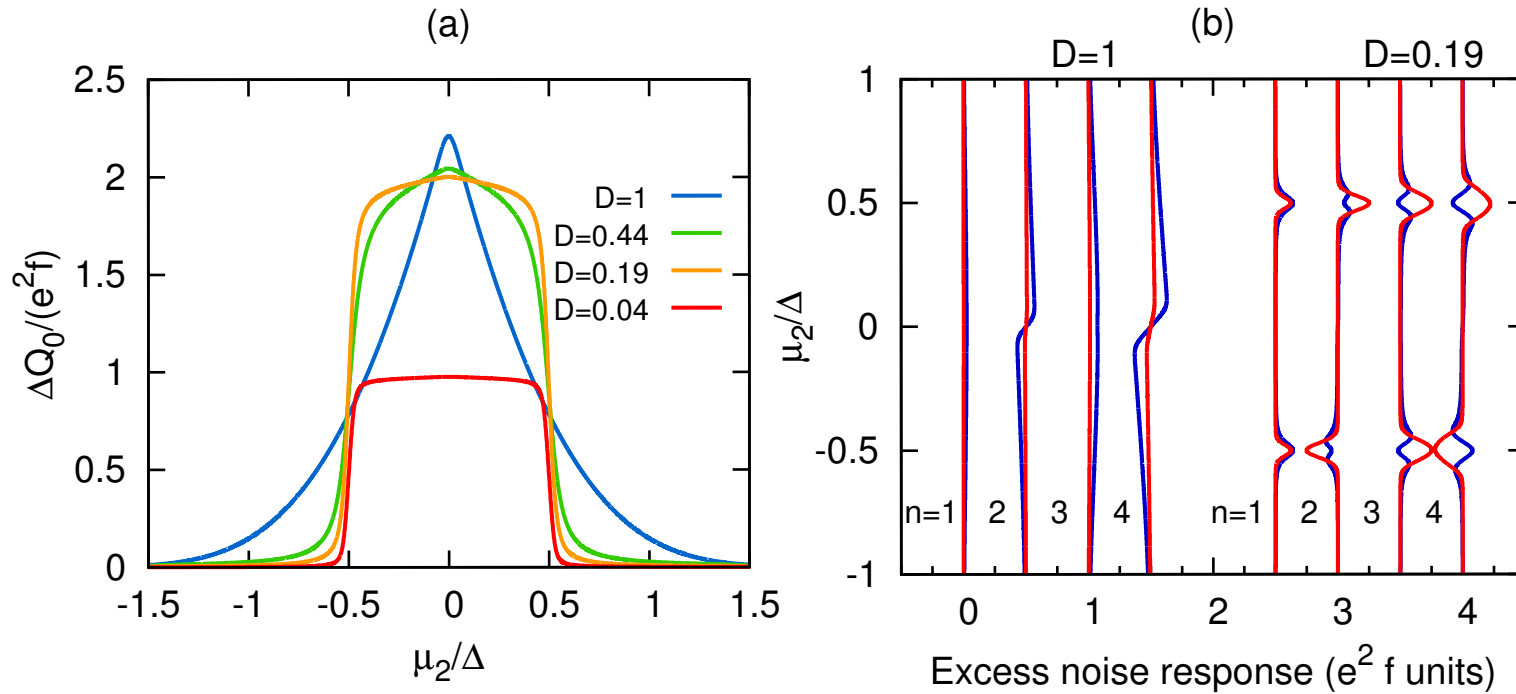 (a)
2.5
2
1.5
1
0.5
0
ΔQ₀/(e²f)
D=1
D=0.44
D=0.19
D=0.04
-1.5 -1 -0.5 0 0.5 1 1.5
μ₂/Δ
(b)
D=1 D=0.19
1
0.5
0
-0.5
-1
μ₂/Δ
n=1 2 3 4 n=1 2 3 4
0 1 2 3 4
Excess noise response (e² f units)